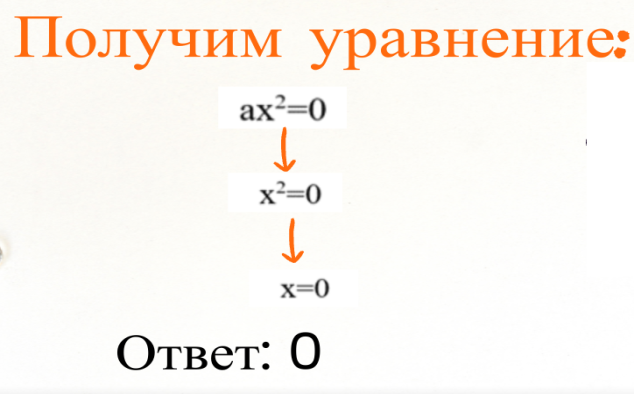 Получим уравнение:
ax²=0
x²=0
x=0
Ответ: 0